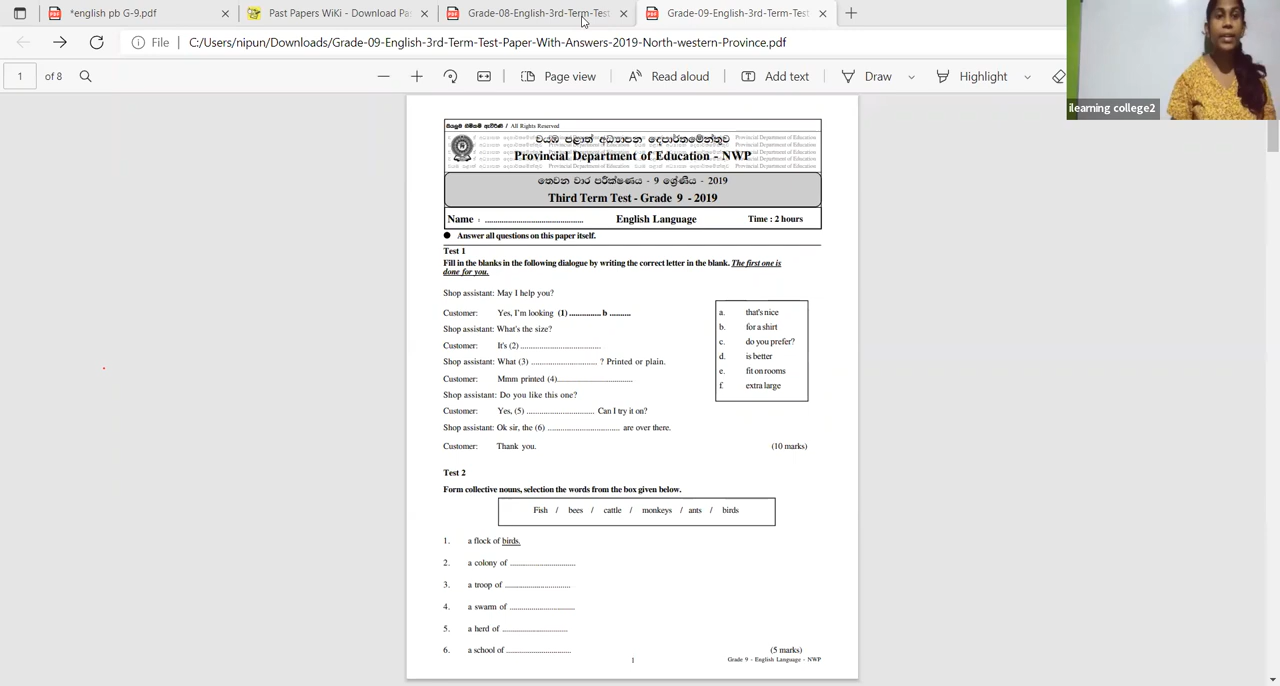 *english pb G-9.pdf
Past Papers WiKi - Download Pa
Grade-08-English-3rd-Term-Test
Grade-09-English-3rd-Term-Test
File | C:/Users/nipun/Downloads/Grade-09-English-3rd-Term-Test-Paper-With-Answers-2019-North-western-Province.pdf
1 of 8 Page view Read aloud Add text Draw Highlight
ilearning college2
සියලුම හිමිකම් ඇවිරිණි / All Rights Reserved
වයඹ පළාත් අධ්‍යාපන දෙපාර්තමේන්තුව
Provincial Department of Education - NWP
තෙවන වාර පරීක්ෂණය - 9 ශ්‍රේණිය - 2019
Third Term Test - Grade 9 - 2019
Name : ................................................ English Language Time : 2 hours
● Answer all questions on this paper itself.
Test 1
Fill in the blanks in the following dialogue by writing the correct letter in the blank. The first one is
done for you.
Shop assistant: May I help you?
Customer: Yes, I'm looking (1) ............... b ..........
Shop assistant: What's the size?
Customer: It's (2) ......................................
Shop assistant: What (3) ............................... ? Printed or plain.
Customer: Mmm printed (4)...................................
Shop assistant: Do you like this one?
Customer: Yes, (5) ................................ Can I try it on?
Shop assistant: Ok sir, the (6) .................................. are over there.
Customer: Thank you. (10 marks)
a. that's nice
b. for a shirt
c. do you prefer?
d. is better
e. fit on rooms
f. extra large
Test 2
Form collective nouns, selection the words from the box given below.
Fish / bees / cattle / monkeys / ants / birds
1. a flock of birds.
2. a colony of ...............................
3. a troop of ...............................
4. a swarm of ...............................
5. a herd of ...............................
6. a school of ............................... (5 marks)
1 Grade 9 - English Language - NWP